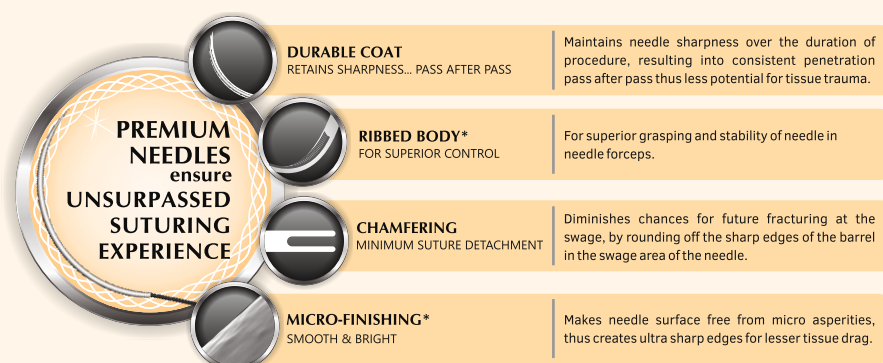 PREMIUM
NEEDLES
ensure
UNSURPASSED
SUTURING
EXPERIENCE
DURABLE COAT
RETAINS SHARPNESS... PASS AFTER PASS
Maintains needle sharpness over the duration of
procedure, resulting into consistent penetration
pass after pass thus less potential for tissue trauma.
RIBBED BODY*
FOR SUPERIOR CONTROL
For superior grasping and stability of needle in
needle forceps.
CHAMFERING
MINIMUM SUTURE DETACHMENT
Diminishes chances for future fracturing at the
swage, by rounding off the sharp edges of the barrel
in the swage area of the needle.
MICRO-FINISHING*
SMOOTH & BRIGHT
Makes needle surface free from micro asperities,
thus creates ultra sharp edges for lesser tissue drag.